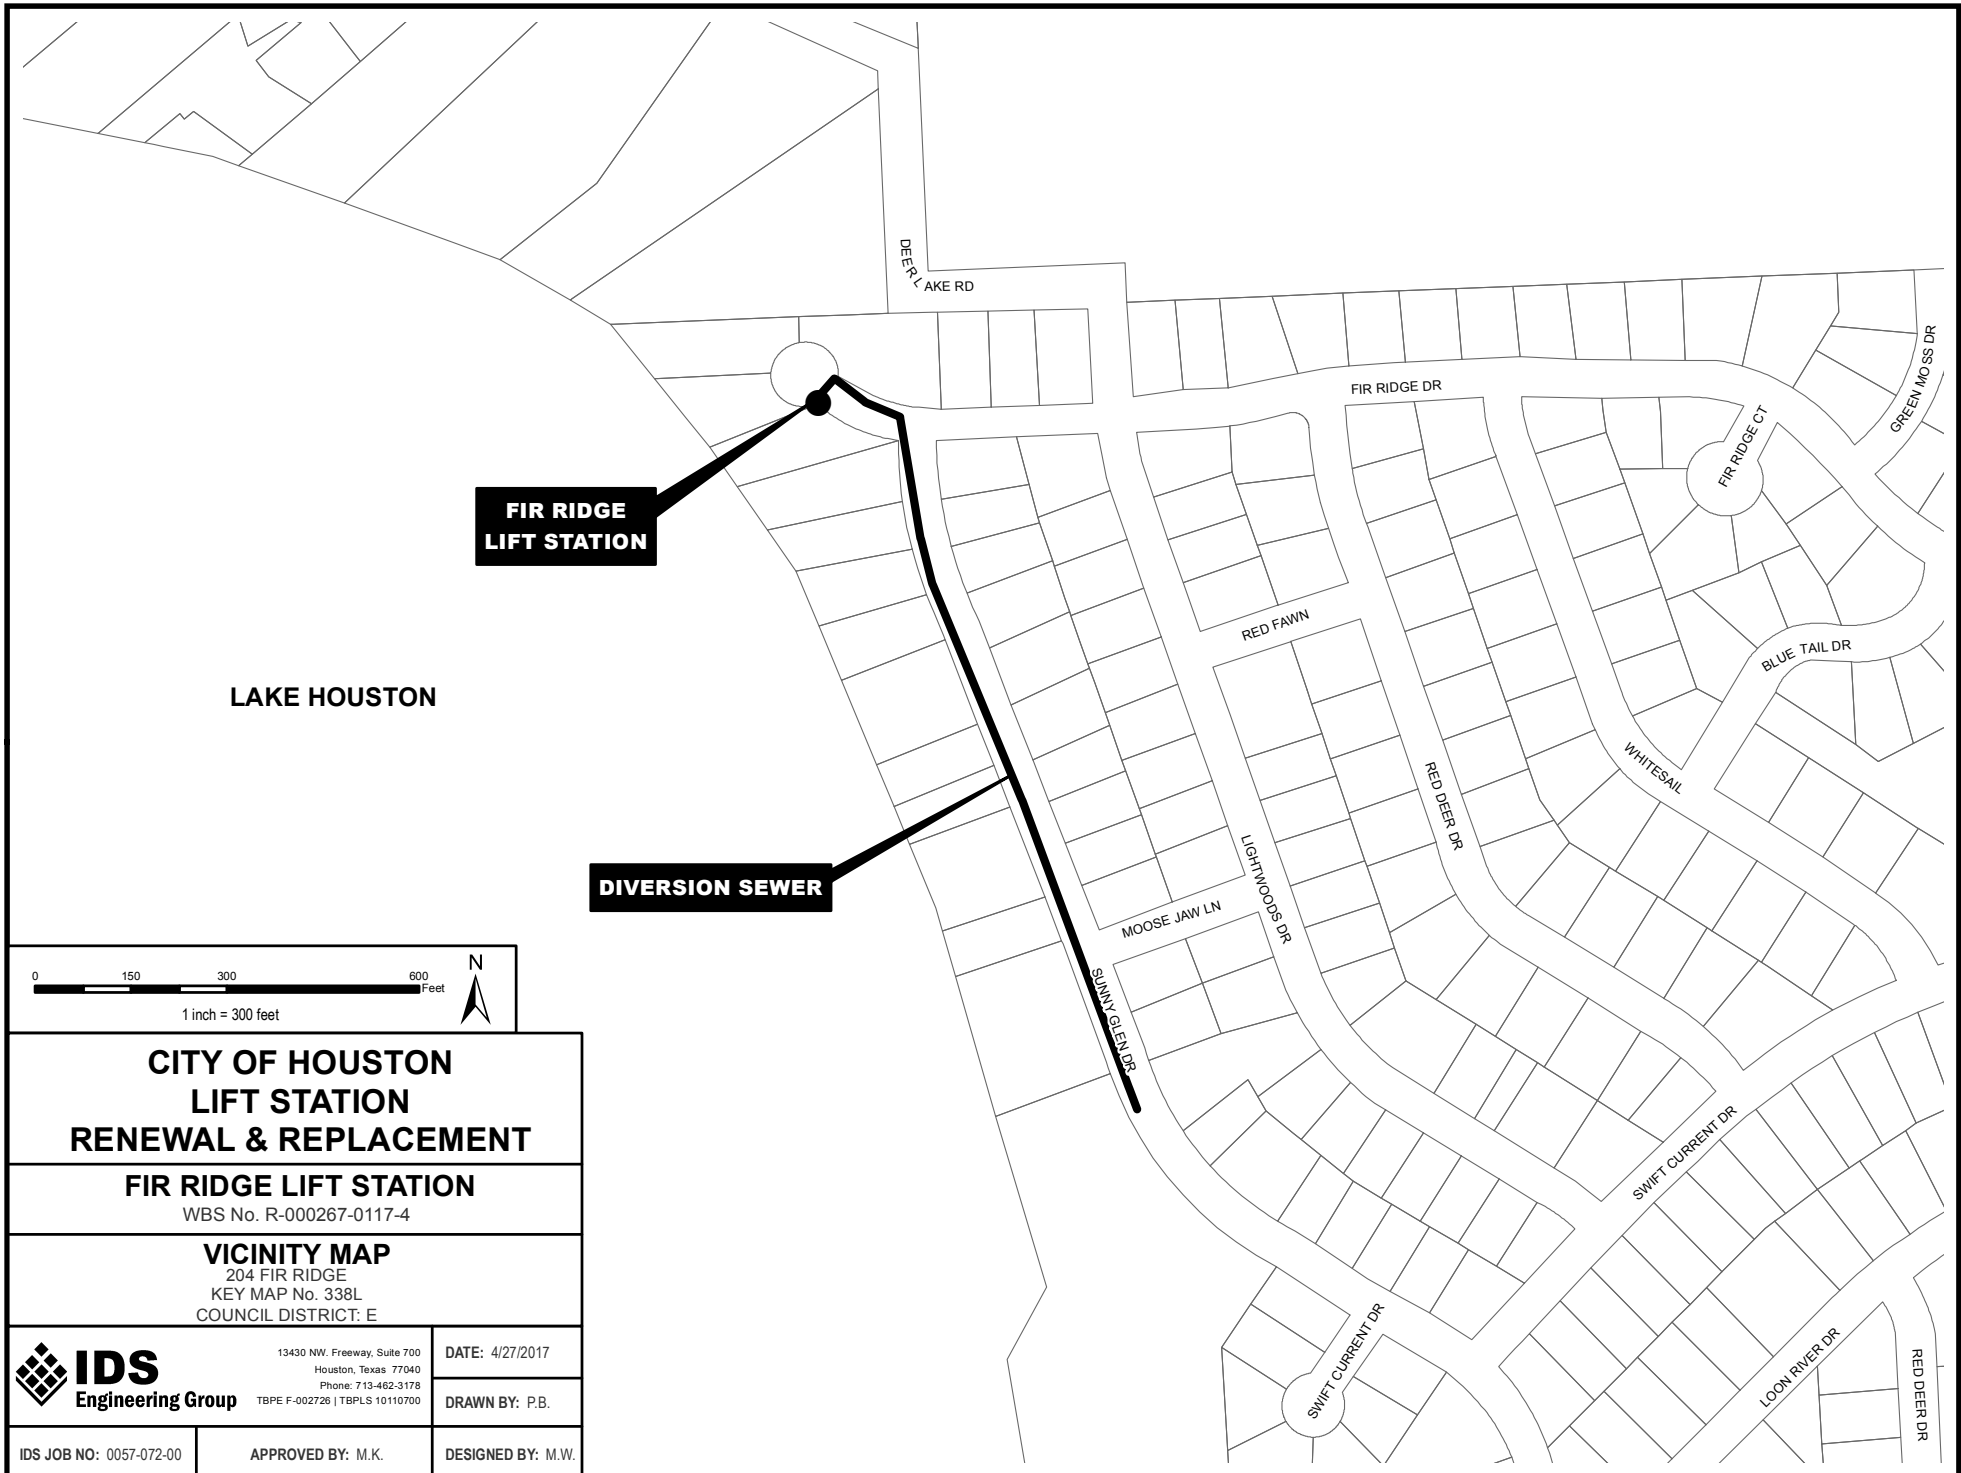 DEER LAKE RD
FIR RIDGE DR
GREEN MOSS DR
FIR RIDGE CT
FIR RIDGE
LIFT STATION
RED FAWN
BLUE TAIL DR
LAKE HOUSTON
WHITESAIL
RED DEER DR
DIVERSION SEWER
LIGHTWOODS DR
MOOSE JAW LN
SUNNY GLEN DR
SWIFT CURRENT DR
SWIFT CURRENT DR
LOON RIVER DR
RED DEER DR
0 150 300 600
Feet
N
1 inch = 300 feet
CITY OF HOUSTON
LIFT STATION
RENEWAL & REPLACEMENT
FIR RIDGE LIFT STATION
WBS No. R-000267-0117-4
VICINITY MAP
204 FIR RIDGE
KEY MAP No. 338L
COUNCIL DISTRICT: E
IDS
Engineering Group
13430 NW. Freeway, Suite 700
Houston, Texas 77040
Phone: 713-462-3178
TBPE F-002726 | TBPLS 10110700
DATE: 4/27/2017
DRAWN BY: P.B.
IDS JOB NO: 0057-072-00
APPROVED BY: M.K.
DESIGNED BY: M.W.